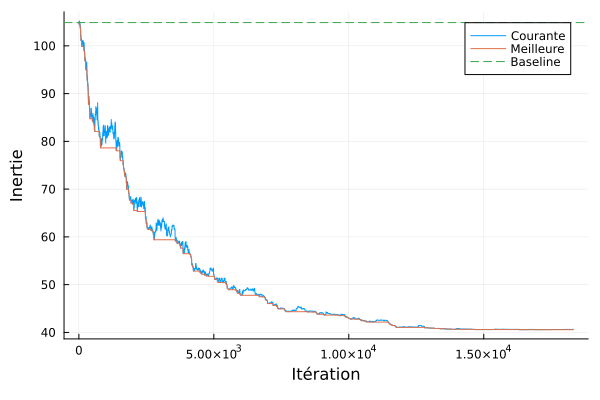 Courante
Meilleure
Baseline
100
90
80
70
60
50
40
Inertie
0
5.00×10³
1.00×10⁴
1.50×10⁴
Itération